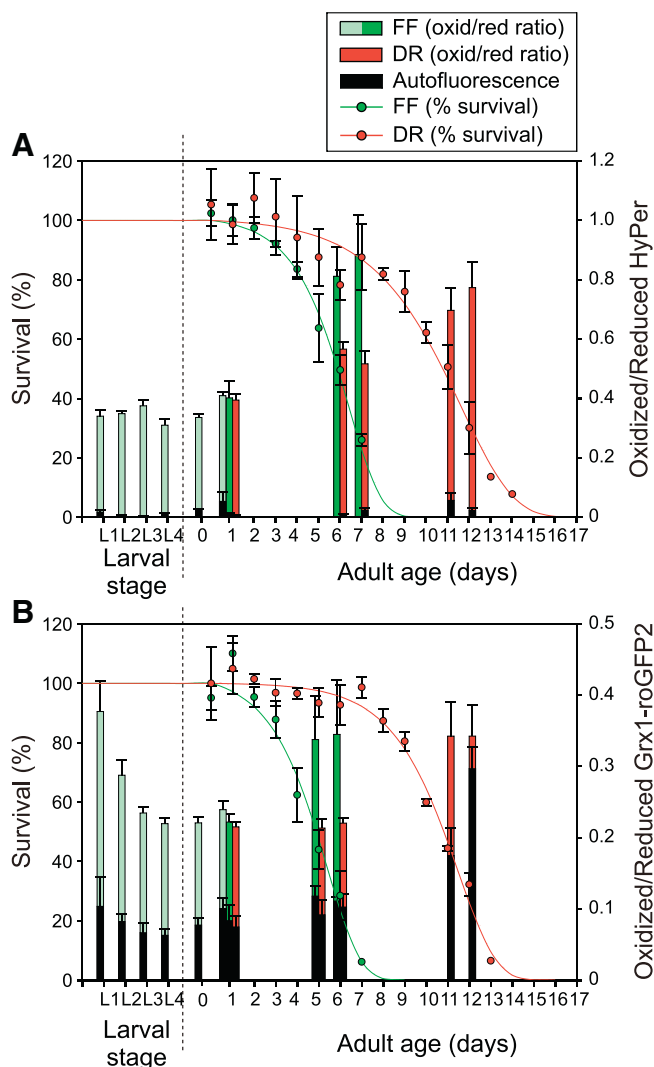 FF (oxid/red ratio)
DR (oxid/red ratio)
Autofluorescence
FF (% survival)
DR (% survival)
A
120
100
80
60
40
20
0
Survival (%)
1.2
1.0
0.8
0.6
0.4
0.2
0
Oxidized/Reduced HyPer
L1 L2 L3 L4 0 1 2 3 4 5 6 7 8 9 10 11 12 13 14 15 16 17
Larval stage
Adult age (days)
B
120
100
80
60
40
20
0
Survival (%)
0.5
0.4
0.3
0.2
0.1
0
Oxidized/Reduced Grx1-roGFP2
L1 L2 L3 L4 0 1 2 3 4 5 6 7 8 9 10 11 12 13 14 15 16 17
Larval stage
Adult age (days)